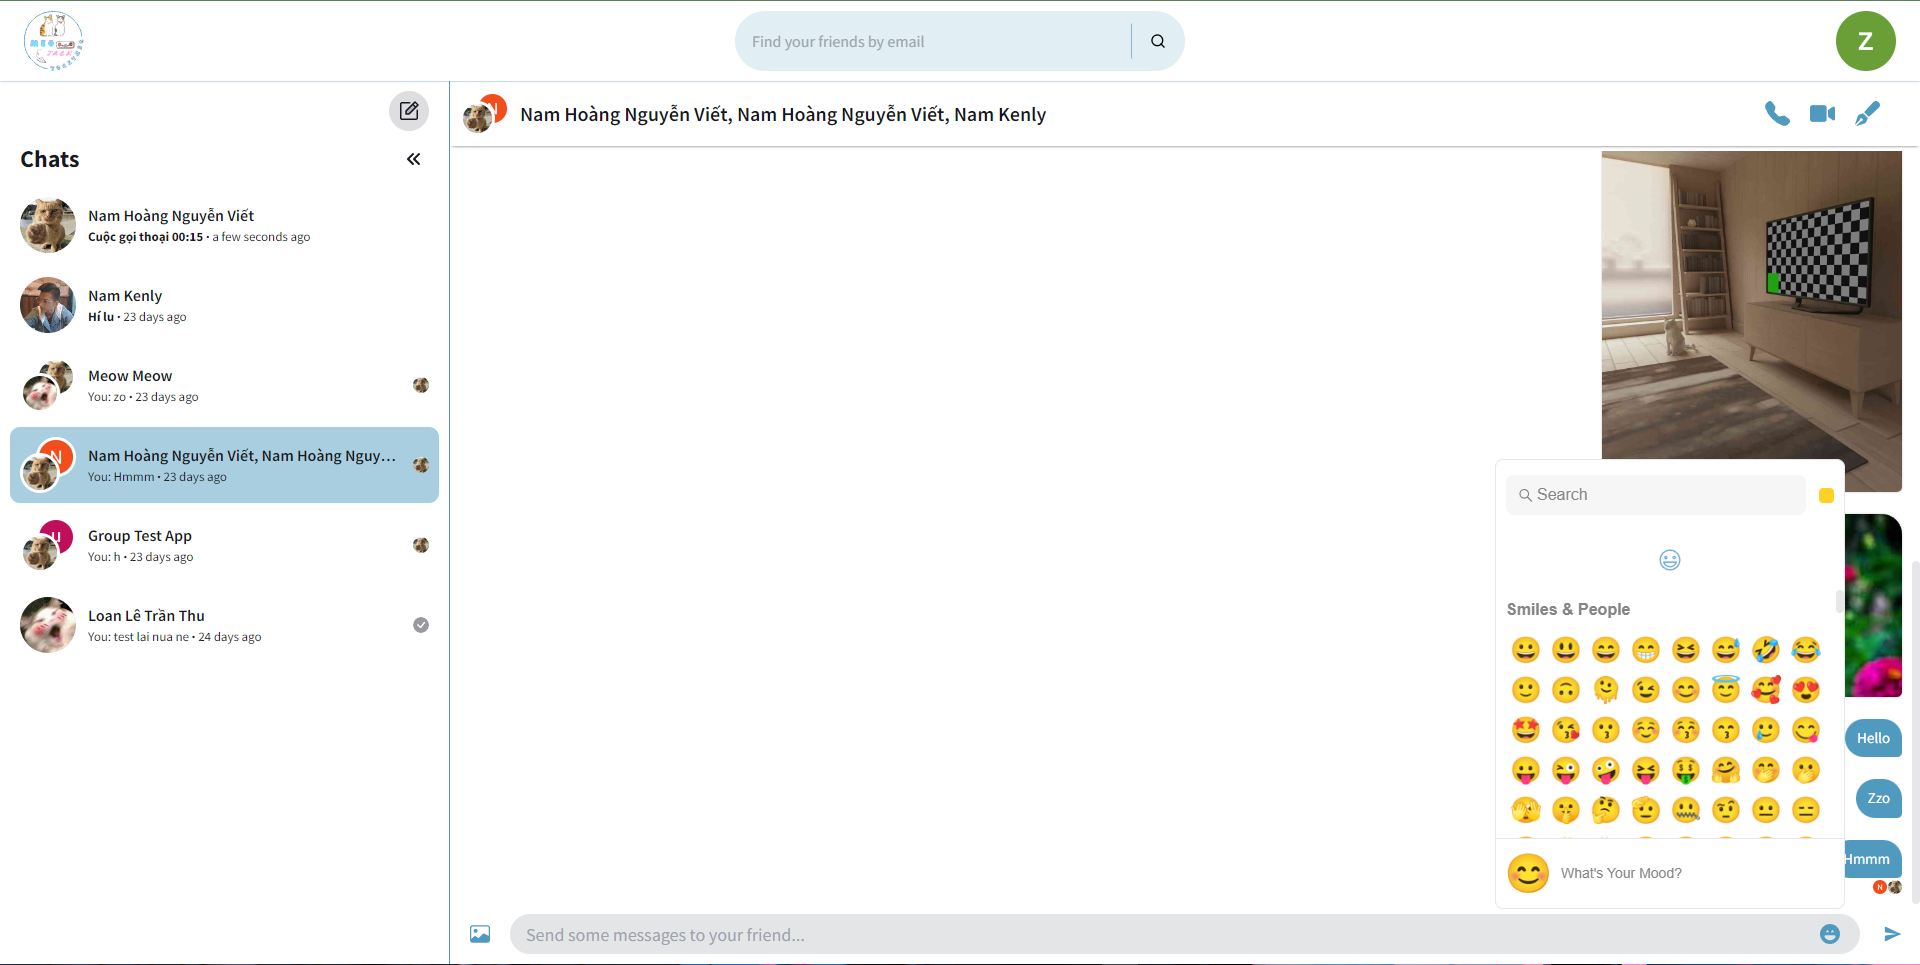 Find your friends by email
Z
Chats
Nam Hoàng Nguyễn Viết
Cuộc gọi thoại 00:15 • a few seconds ago
Nam Kenly
Hí lu • 23 days ago
Meow Meow
You: zo • 23 days ago
N
Nam Hoàng Nguyễn Viết, Nam Hoàng Nguy...
You: Hmmm • 23 days ago
U
Group Test App
You: h • 23 days ago
Loan Lê Trần Thu
You: test lai nua ne • 24 days ago
N
Nam Hoàng Nguyễn Viết, Nam Hoàng Nguyễn Viết, Nam Kenly
Search
Smiles & People
What's Your Mood?
Hello
Zzo
Hmmm
N
Send some messages to your friend...